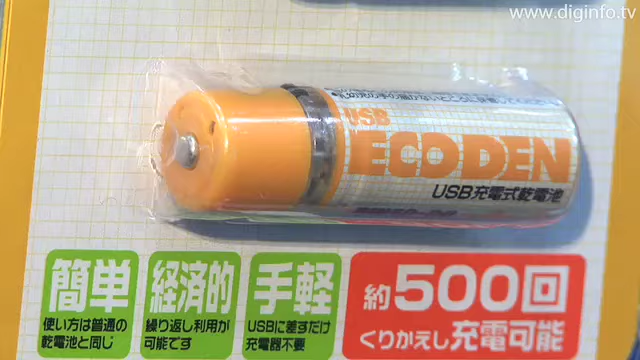 www.diginfo.tv
USB
ECO DEN
USB充電式乾電池
簡単
使い方は普通の
乾電池と同じ
経済的
繰り返し利用が
可能です
手軽
USBに差すだけ
充電器不要
約500回
くりかえし充電可能